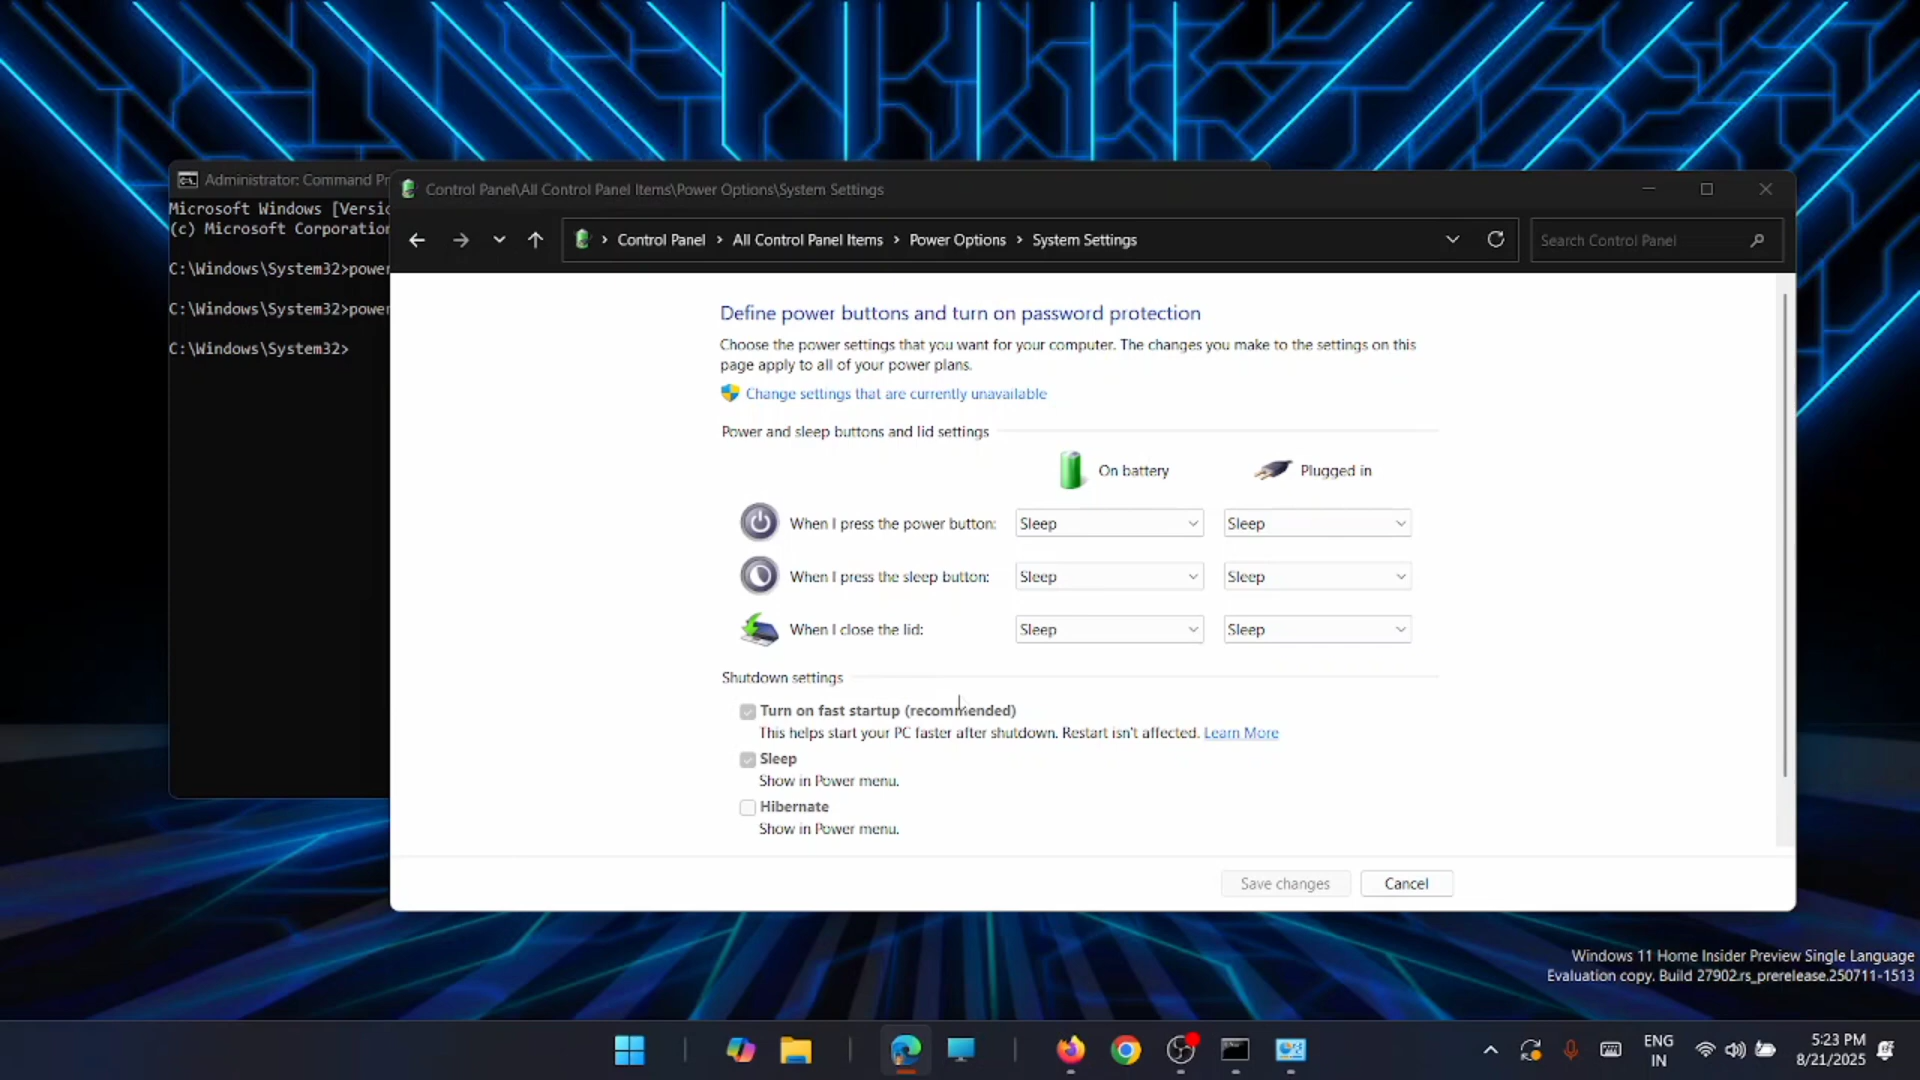 Administrator: Command Pr
Microsoft Windows [Versic
(c) Microsoft Corporation
C:\Windows\System32>power
C:\Windows\System32>power
C:\Windows\System32>
Control Panel\All Control Panel Items\Power Options\System Settings
Control Panel > All Control Panel Items > Power Options > System Settings
Search Control Panel
Define power buttons and turn on password protection
Choose the power settings that you want for your computer. The changes you make to the settings on this
page apply to all of your power plans.
Change settings that are currently unavailable
Power and sleep buttons and lid settings
On battery Plugged in
When I press the power button: Sleep Sleep
When I press the sleep button: Sleep Sleep
When I close the lid: Sleep Sleep
Shutdown settings
Turn on fast startup (recommended)
This helps start your PC faster after shutdown. Restart isn't affected. Learn More
Sleep
Show in Power menu.
Hibernate
Show in Power menu.
Save changes Cancel
Windows 11 Home Insider Preview Single Language
Evaluation copy. Build 27902.rs_prerelease.250711-1513
ENG
IN
5:23 PM
8/21/2025